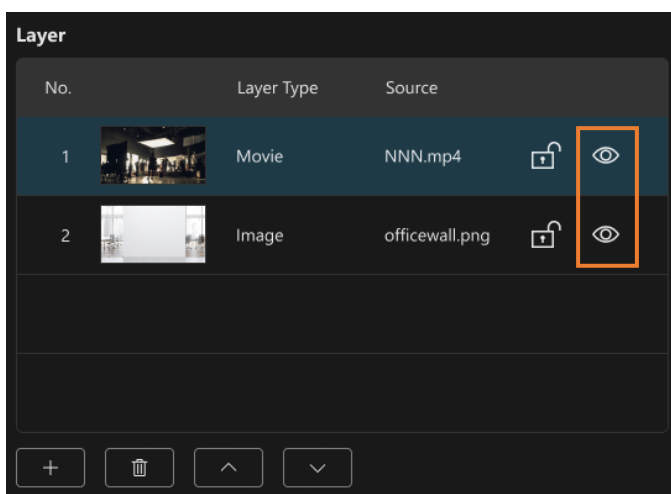 Layer
No. Layer Type Source
1 Movie NNN.mp4
2 Image officewall.png